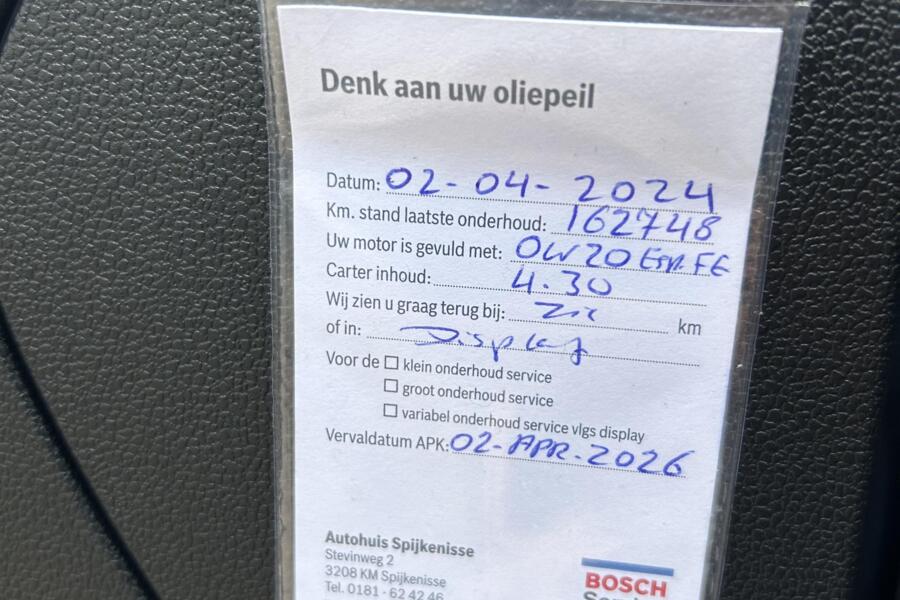 Denk aan uw oliepeil
Datum: 02-04-2024
Km. stand laatste onderhoud: 162748
Uw motor is gevuld met: 0W20 Esp. FE
Carter inhoud: 4.30
Wij zien u graag terug bij: Zie km
of in: Display
Voor de ☐ klein onderhoud service
☐ groot onderhoud service
☐ variabel onderhoud service vlgs display
Vervaldatum APK: 02-APR-2026
Autohuis Spijkenisse
Stevinweg 2
3208 KM Spijkenisse
Tel. 0181 - 62 42 46
BOSCH